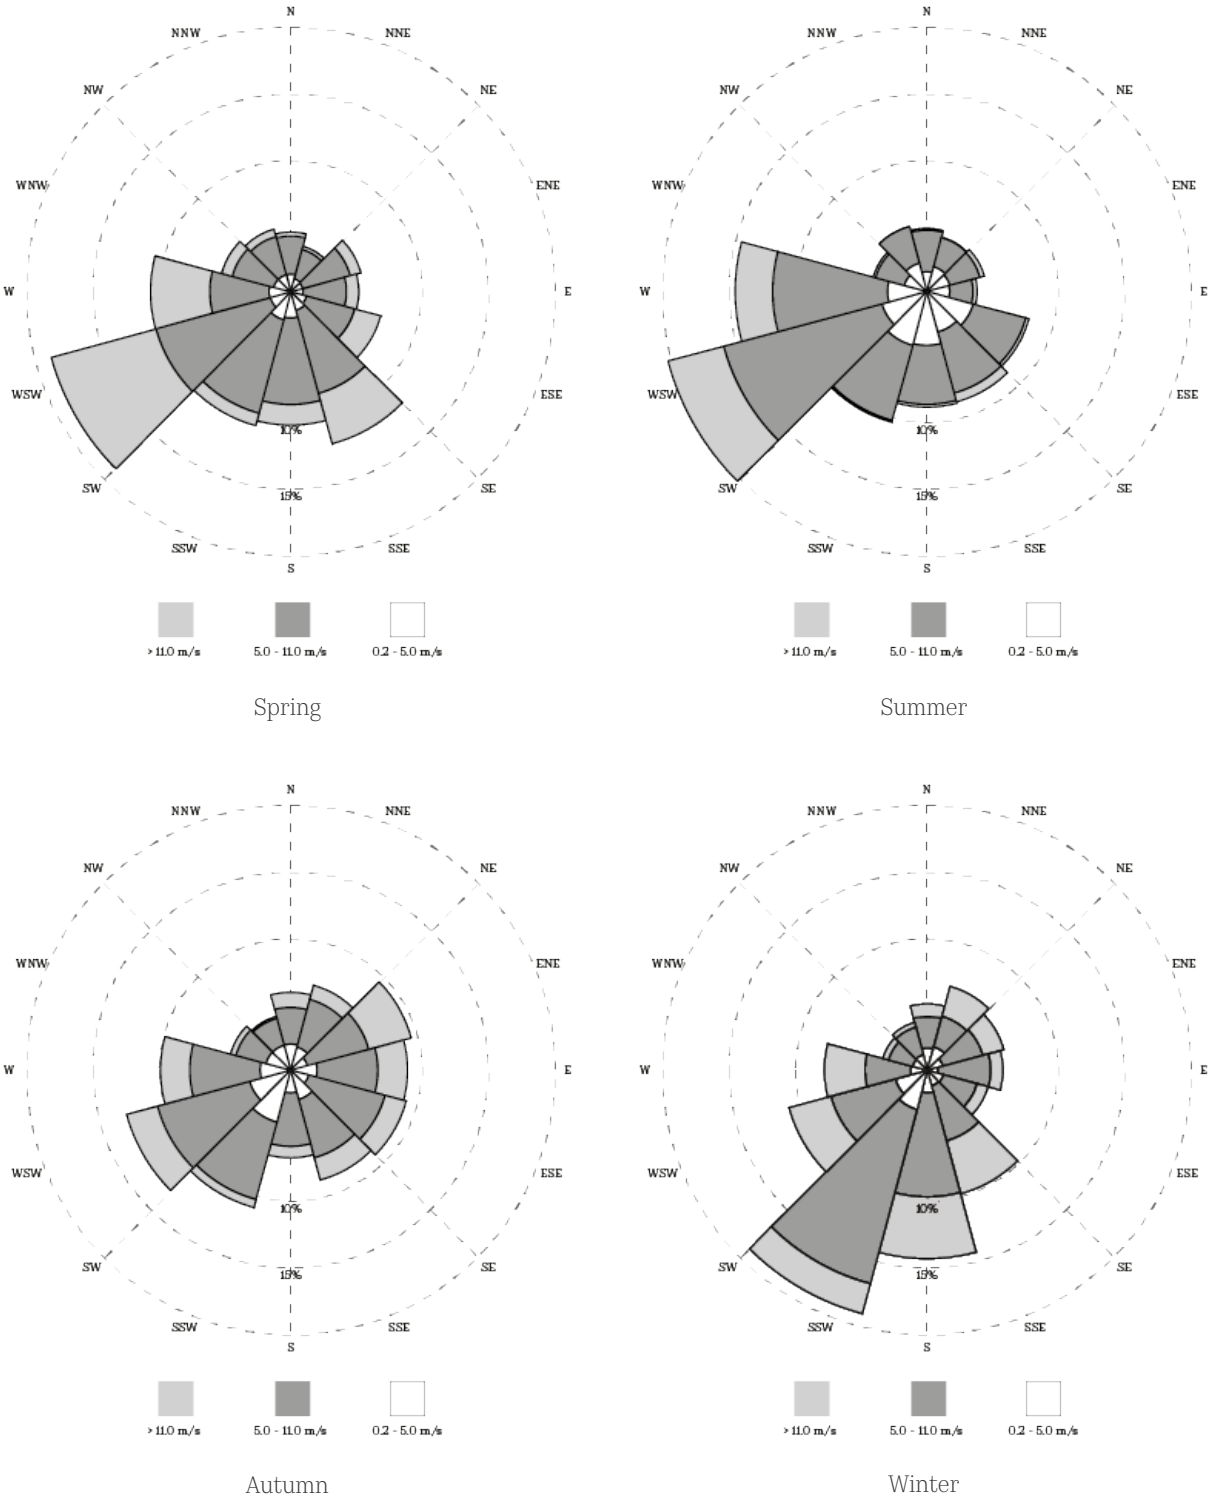 N N
NNW NNE NNW NNE
NW NE NW NE
WNW ENE WNW ENE
W E W E
WSW ESE WSW ESE
10% 10%
SW SE SW SE
15% 15%
SSW SSE SSW SSE
S S
> 11.0 m/s 5.0 - 11.0 m/s 0.2 - 5.0 m/s > 11.0 m/s 5.0 - 11.0 m/s 0.2 - 5.0 m/s
Spring Summer
N N
NNW NNE NNW NNE
NW NE NW NE
WNW ENE WNW ENE
W E W E
WSW ESE WSW ESE
10% 10%
SW SE SW SE
15% 15%
SSW SSE SSW SSE
S S
> 11.0 m/s 5.0 - 11.0 m/s 0.2 - 5.0 m/s > 11.0 m/s 5.0 - 11.0 m/s 0.2 - 5.0 m/s
Autumn Winter